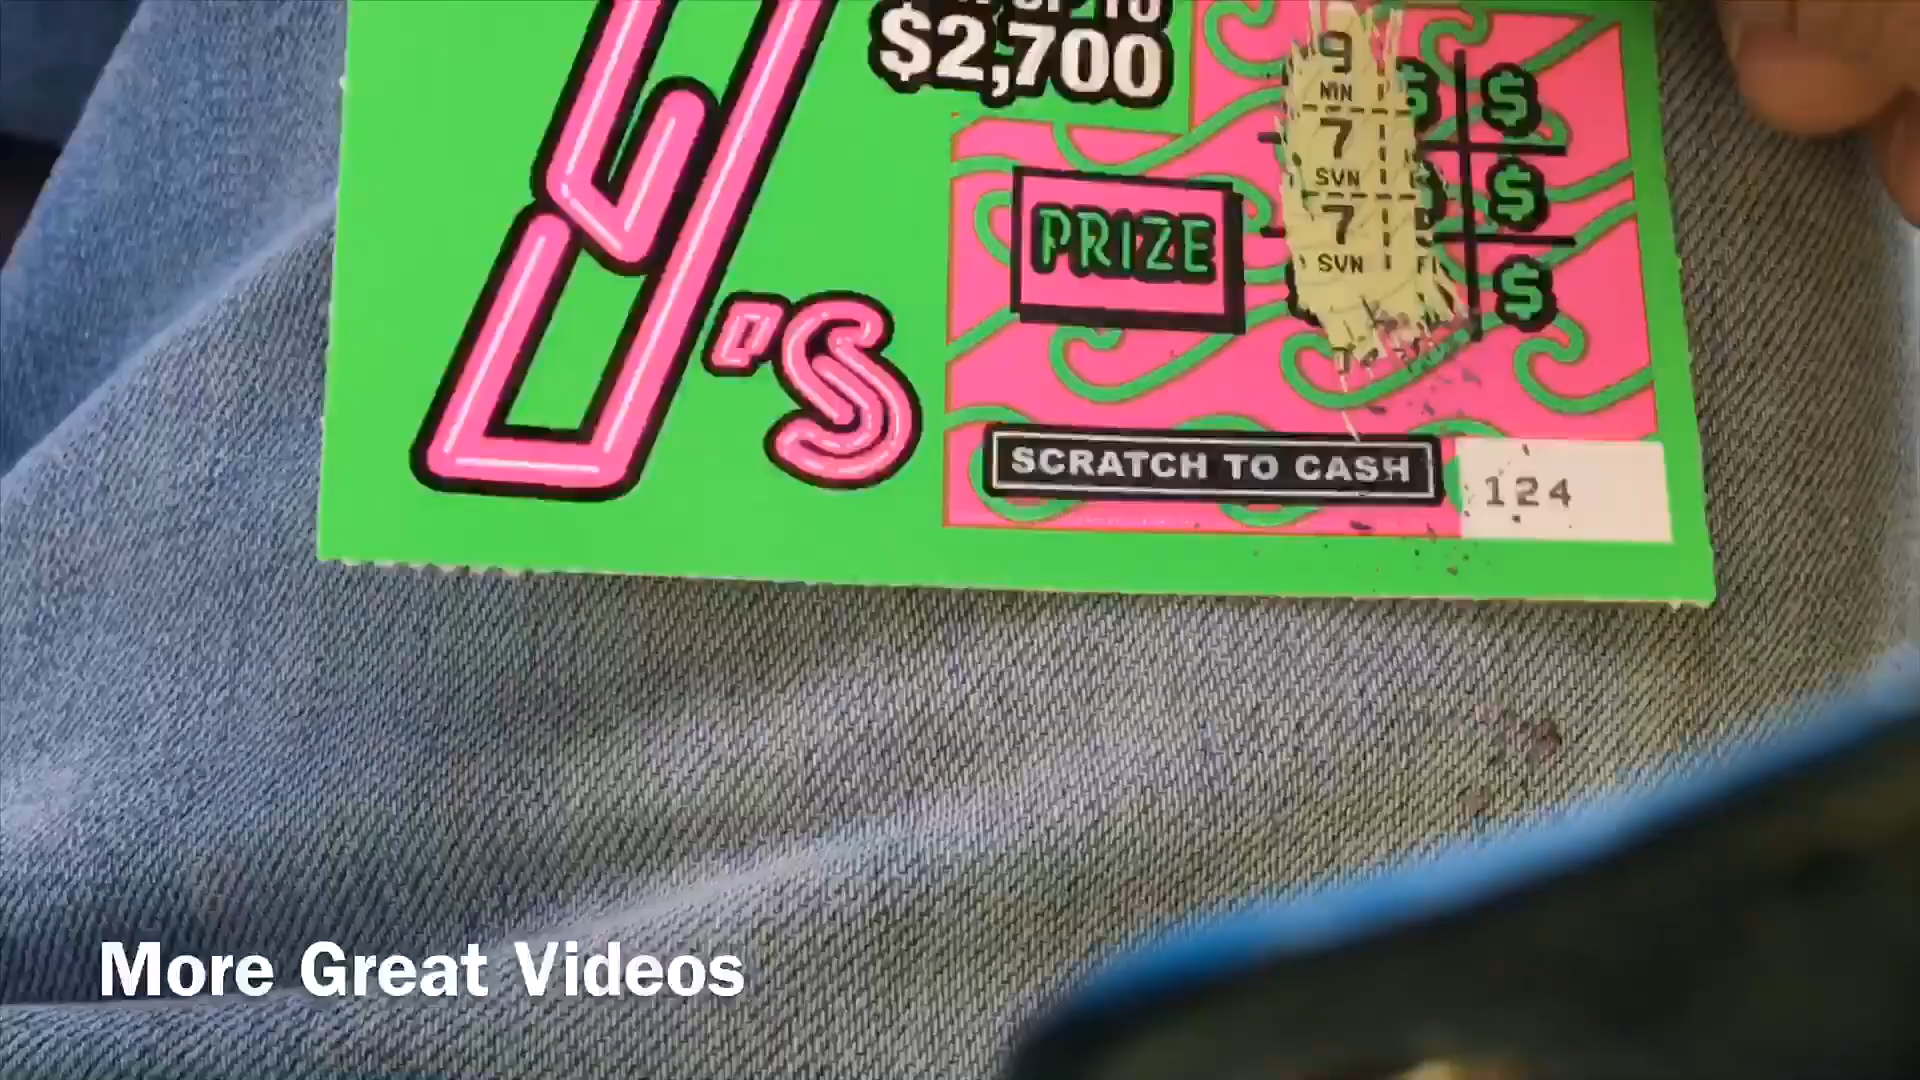 $2,700
9
NIN
7
SVN
7
SVN
$
$
$
PRIZE
'S
SCRATCH TO CASH
124
More Great Videos